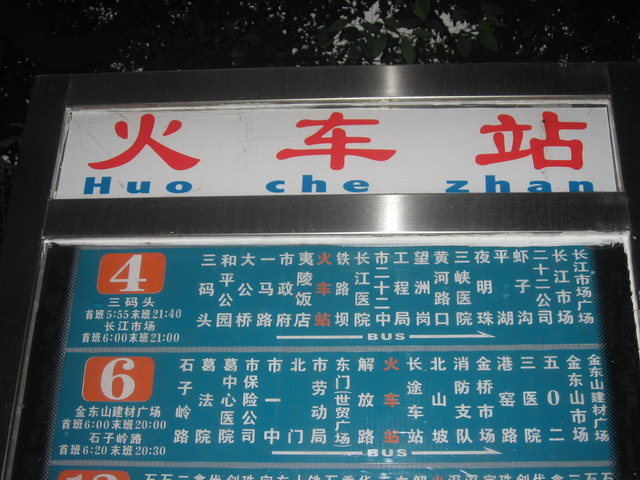 火车站
Huo che zhan
4
三码头
首班5:55末班21:40
长江市场
首班6:00末班21:00
三码头
和平公园
大公桥
一马路
市政府
夷陵饭店
火车站
铁路坝
长江医院
市二十二中
工程局
望洲岗
黄河路口
三峡医院
夜明珠
平湖
虾子沟
二十二公司
长江市场
长江市场广场
BUS
6
金东山建材广场
首班6:00末班20:00
石子岭路
首班6:20末班20:30
石子岭路
葛法院
葛中心医院
市保险公司
市一中
北门
市劳动局
东门世贸广场
解放路
火车站
长途车站
北山坡
消防支队
金桥市场
港窑路
三医院
五0二
金东山市场
金东山建材广场
BUS